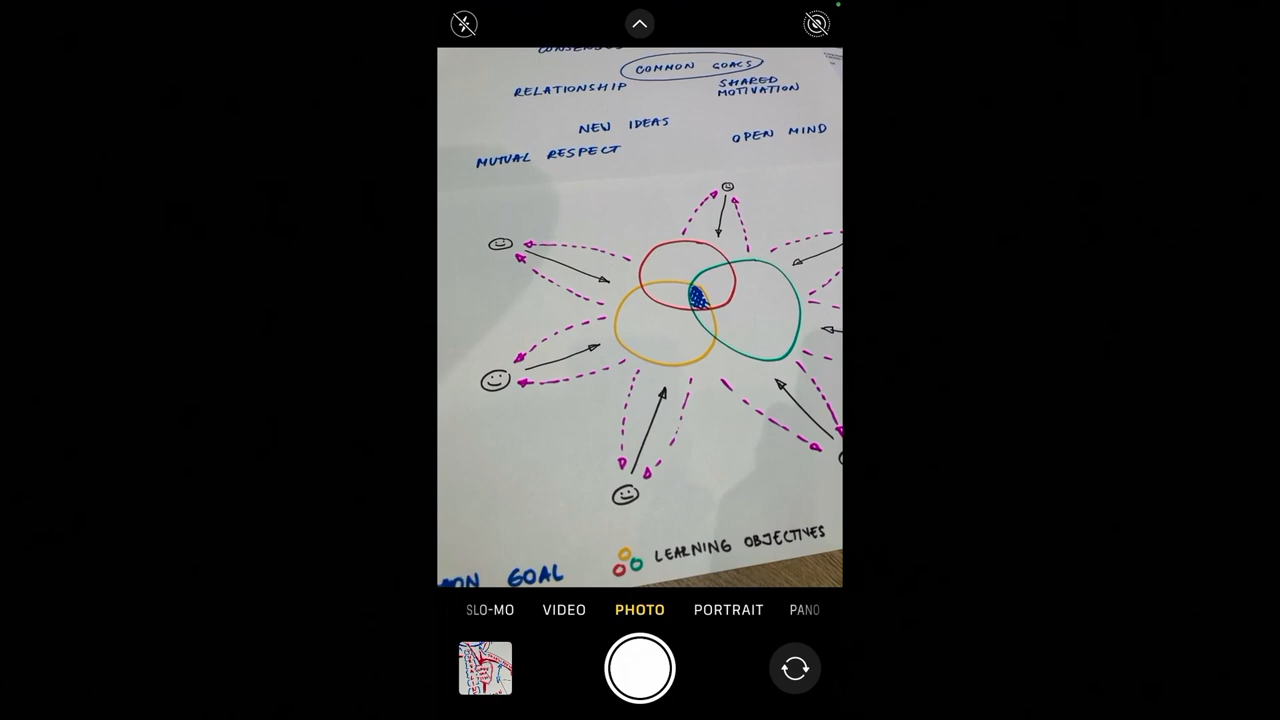 CONSENSUS
COMMON GOALS
RELATIONSHIP
SHARED
MOTIVATION
NEW IDEAS
OPEN MIND
MUTUAL RESPECT
LEARNING OBJECTIVES
GOAL
SLO-MO VIDEO PHOTO PORTRAIT PANO